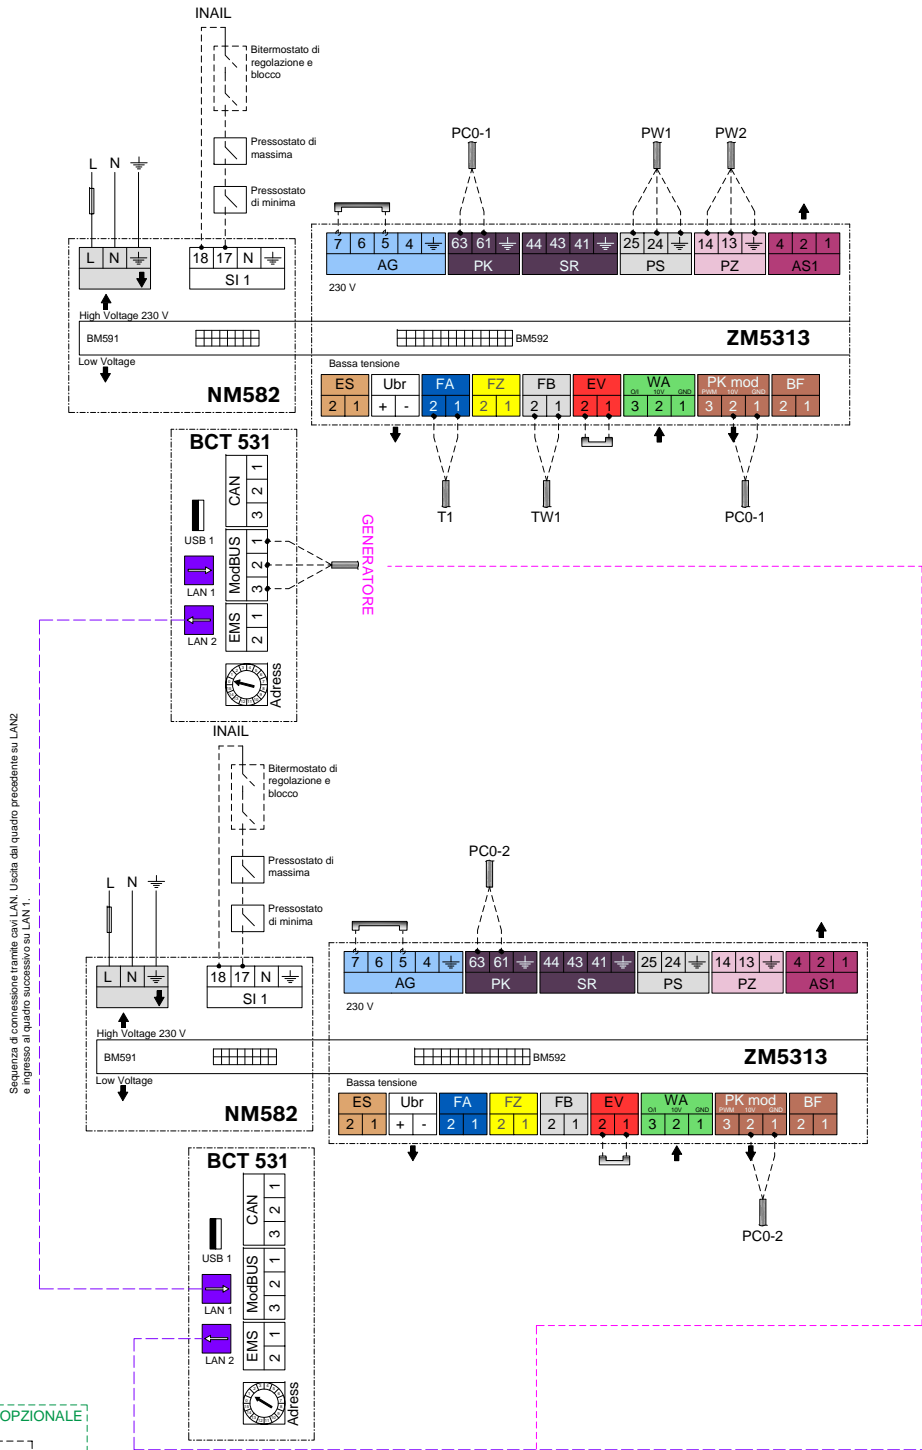 INAIL
Bitermostato di
regolazione e
blocco
Pressostato di
massima
Pressostato
di minima
L N
PC0-1
PW1
PW2
L N
18 17 N
SI 1
7 6 5 4
AG
63 61
PK
44 43 41
SR
25 24
PS
14 13
PZ
4 2 1
AS1
230 V
High Voltage 230 V
BM591
BM592
ZM5313
Low Voltage
NM582
Bassa tensione
ES
2 1
Ubr
+ -
FA
2 1
FZ
2 1
FB
2 1
EV
2 1
WA
O/I 10V GND
3 2 1
PK mod
PWM 10V GND
3 2 1
BF
2 1
T1
TW1
PC0-1
BCT 531
CAN
1
2
3
USB 1
ModBUS
1
2
3
LAN 1
EMS
1
2
LAN 2
Adress
GENERATORE
Sequenza di connessione tramite cavi LAN. Uscita dal quadro precedente su LAN2
e ingresso al quadro successivo su LAN 1.
INAIL
Bitermostato di
regolazione e
blocco
Pressostato di
massima
Pressostato
di minima
L N
PC0-2
L N
18 17 N
SI 1
7 6 5 4
AG
63 61
PK
44 43 41
SR
25 24
PS
14 13
PZ
4 2 1
AS1
230 V
High Voltage 230 V
BM591
BM592
ZM5313
Low Voltage
NM582
Bassa tensione
ES
2 1
Ubr
+ -
FA
2 1
FZ
2 1
FB
2 1
EV
2 1
WA
O/I 10V GND
3 2 1
PK mod
PWM 10V GND
3 2 1
BF
2 1
PC0-2
BCT 531
CAN
1
2
3
USB 1
ModBUS
1
2
3
LAN 1
EMS
1
2
LAN 2
Adress
OPZIONALE